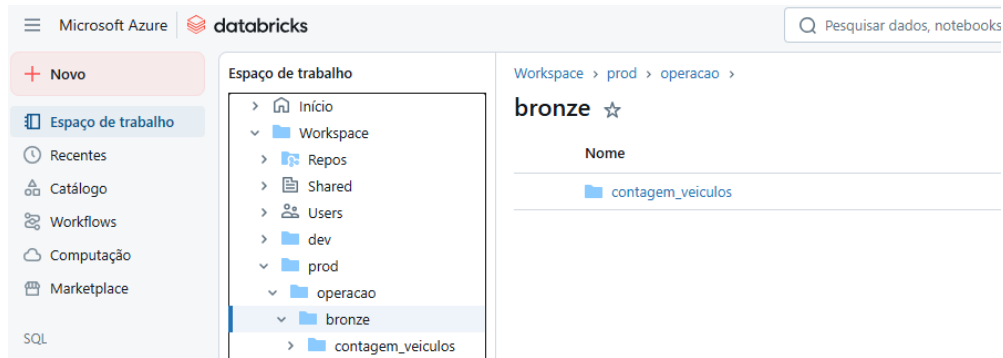 Microsoft Azure databricks
Pesquisar dados, notebooks
Novo
Espaço de trabalho
Recentes
Catálogo
Workflows
Computação
Marketplace
SQL
Espaço de trabalho
Início
Workspace
Repos
Shared
Users
dev
prod
operacao
bronze
contagem_veiculos
Workspace > prod > operacao >
bronze
Nome
contagem_veiculos